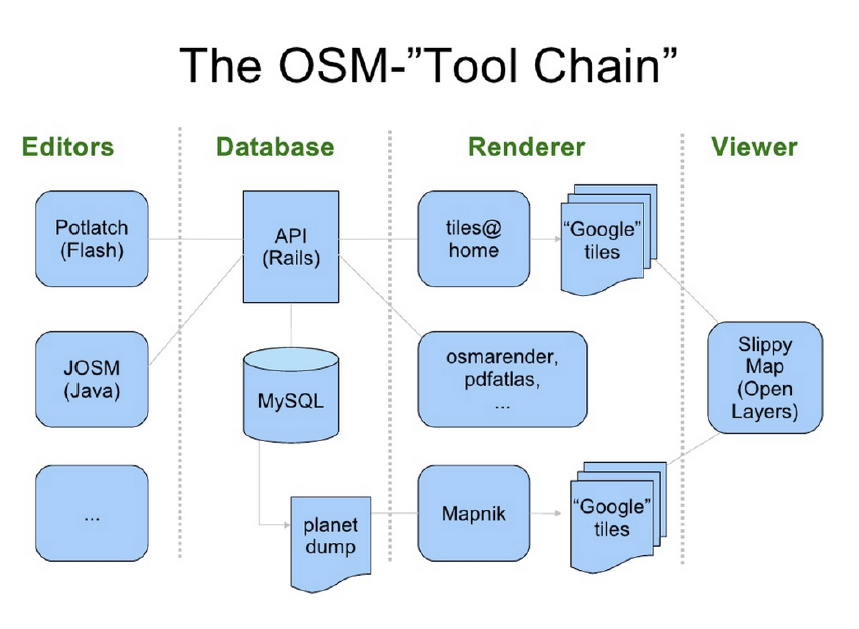 The OSM-”Tool Chain”
Editors
Database
Renderer
Viewer
Potlatch
(Flash)
API
(Rails)
tiles@
home
“Google”
tiles
JOSM
(Java)
MySQL
osmarender,
pdfatlas,
...
Slippy
Map
(Open
Layers)
...
planet
dump
Mapnik
“Google”
tiles